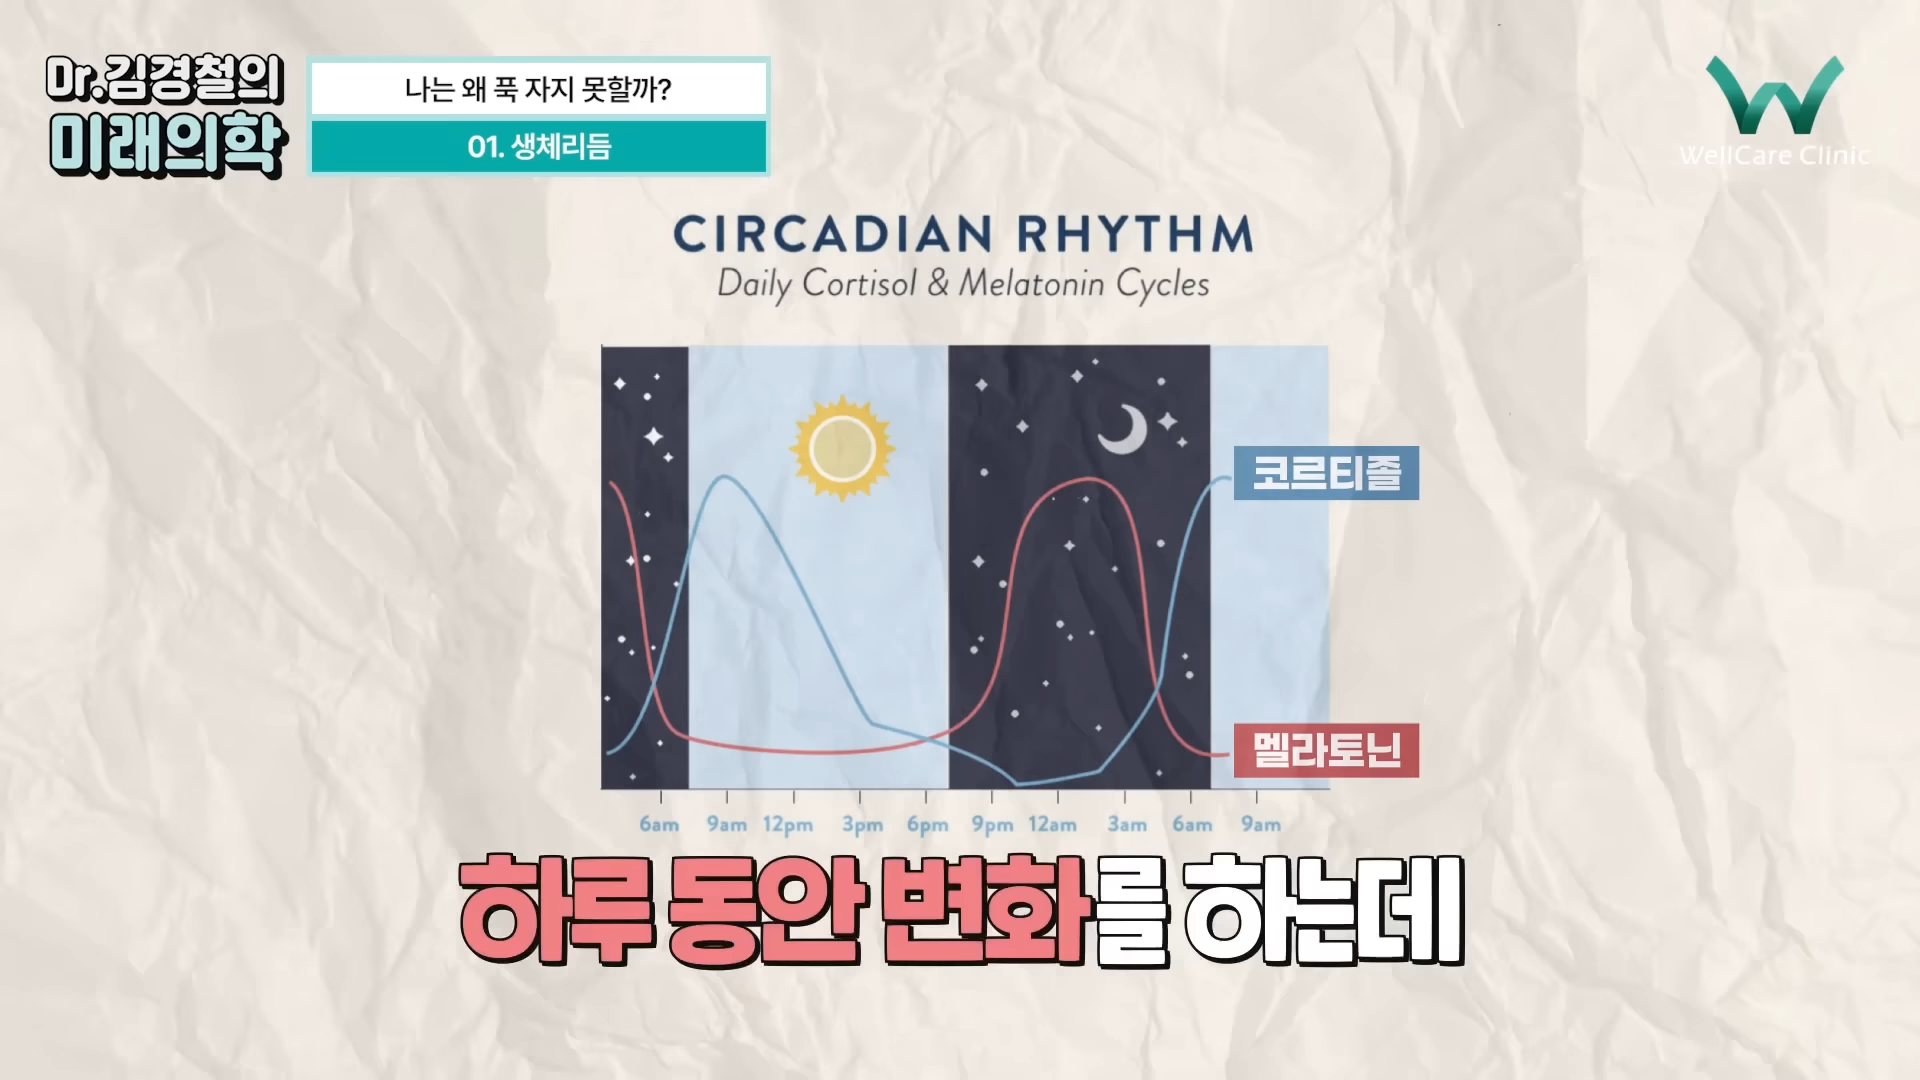 Dr.김경철의
미래의학
나는 왜 푹 자지 못할까?
01. 생체리듬
WellCare Clinic
CIRCADIAN RHYTHM
Daily Cortisol & Melatonin Cycles
코르티졸
멜라토닌
6am 9am 12pm 3pm 6pm 9pm 12am 3am 6am 9am
하루 동안 변화를 하는데